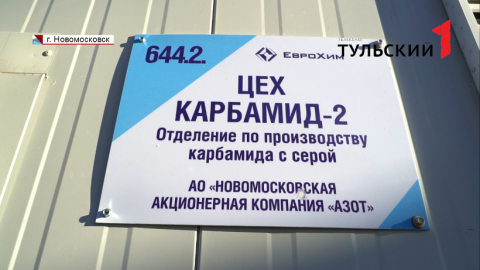 г. Новомосковск
ТУЛЬСКИЙ 1
644.2.
ЕВРОХИМ
ЦЕХ
КАРБАМИД-2
Отделение по производству
карбамида с серой
АО «НОВОМОСКОВСКАЯ
АКЦИОНЕРНАЯ КОМПАНИЯ «АЗОТ»